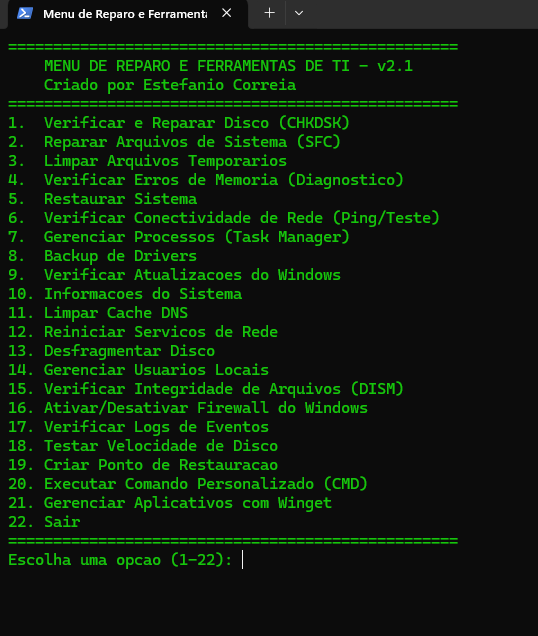 Menu de Reparo e Ferramenta
==================================================
MENU DE REPARO E FERRAMENTAS DE TI - v2.1
Criado por Estefanio Correia
==================================================
1. Verificar e Reparar Disco (CHKDSK)
2. Reparar Arquivos de Sistema (SFC)
3. Limpar Arquivos Temporarios
4. Verificar Erros de Memoria (Diagnostico)
5. Restaurar Sistema
6. Verificar Conectividade de Rede (Ping/Teste)
7. Gerenciar Processos (Task Manager)
8. Backup de Drivers
9. Verificar Atualizacoes do Windows
10. Informacoes do Sistema
11. Limpar Cache DNS
12. Reiniciar Servicos de Rede
13. Desfragmentar Disco
14. Gerenciar Usuarios Locais
15. Verificar Integridade de Arquivos (DISM)
16. Ativar/Desativar Firewall do Windows
17. Verificar Logs de Eventos
18. Testar Velocidade de Disco
19. Criar Ponto de Restauracao
20. Executar Comando Personalizado (CMD)
21. Gerenciar Aplicativos com Winget
22. Sair
==================================================
Escolha uma opcao (1-22):